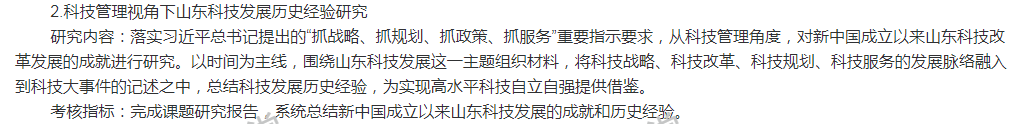 2.科技管理视角下山东科技发展历史经验研究
研究内容：落实习近平总书记提出的“抓战略、抓规划、抓政策、抓服务”重要指示要求，从科技管理角度，对新中国成立以来山东科技改
革发展的成就进行研究。以时间为主线，围绕山东科技发展这一主题组织材料，将科技战略、科技改革、科技规划、科技服务的发展脉络融入
到科技大事件的记述之中，总结科技发展历史经验，为实现高水平科技自立自强提供借鉴。
考核指标：完成课题研究报告，系统总结新中国成立以来山东科技发展的成就和历史经验。